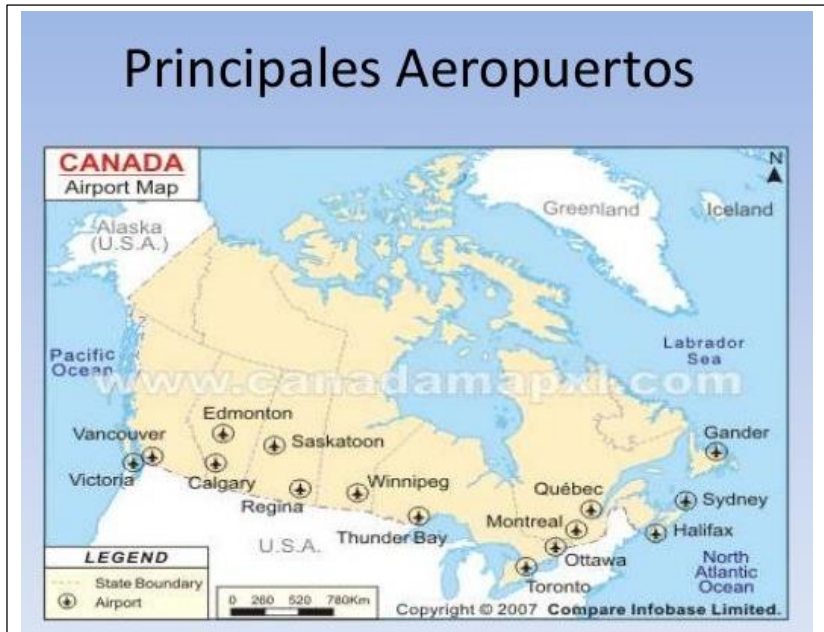 Principales Aeropuertos
CANADA
Airport Map
N
Greenland
Iceland
Alaska
(U.S.A.)
Pacific
Ocean
Labrador
Sea
www.canadamapxl.com
Edmonton
Vancouver
Saskatoon
Gander
Victoria
Calgary
Winnipeg
Québec
Sydney
Regina
Montreal
Thunder Bay
Halifax
U.S.A.
Ottawa
North
Atlantic
Ocean
Toronto
LEGEND
State Boundary
Airport
0 260 520 780Km
Copyright © 2007 Compare Infobase Limited.